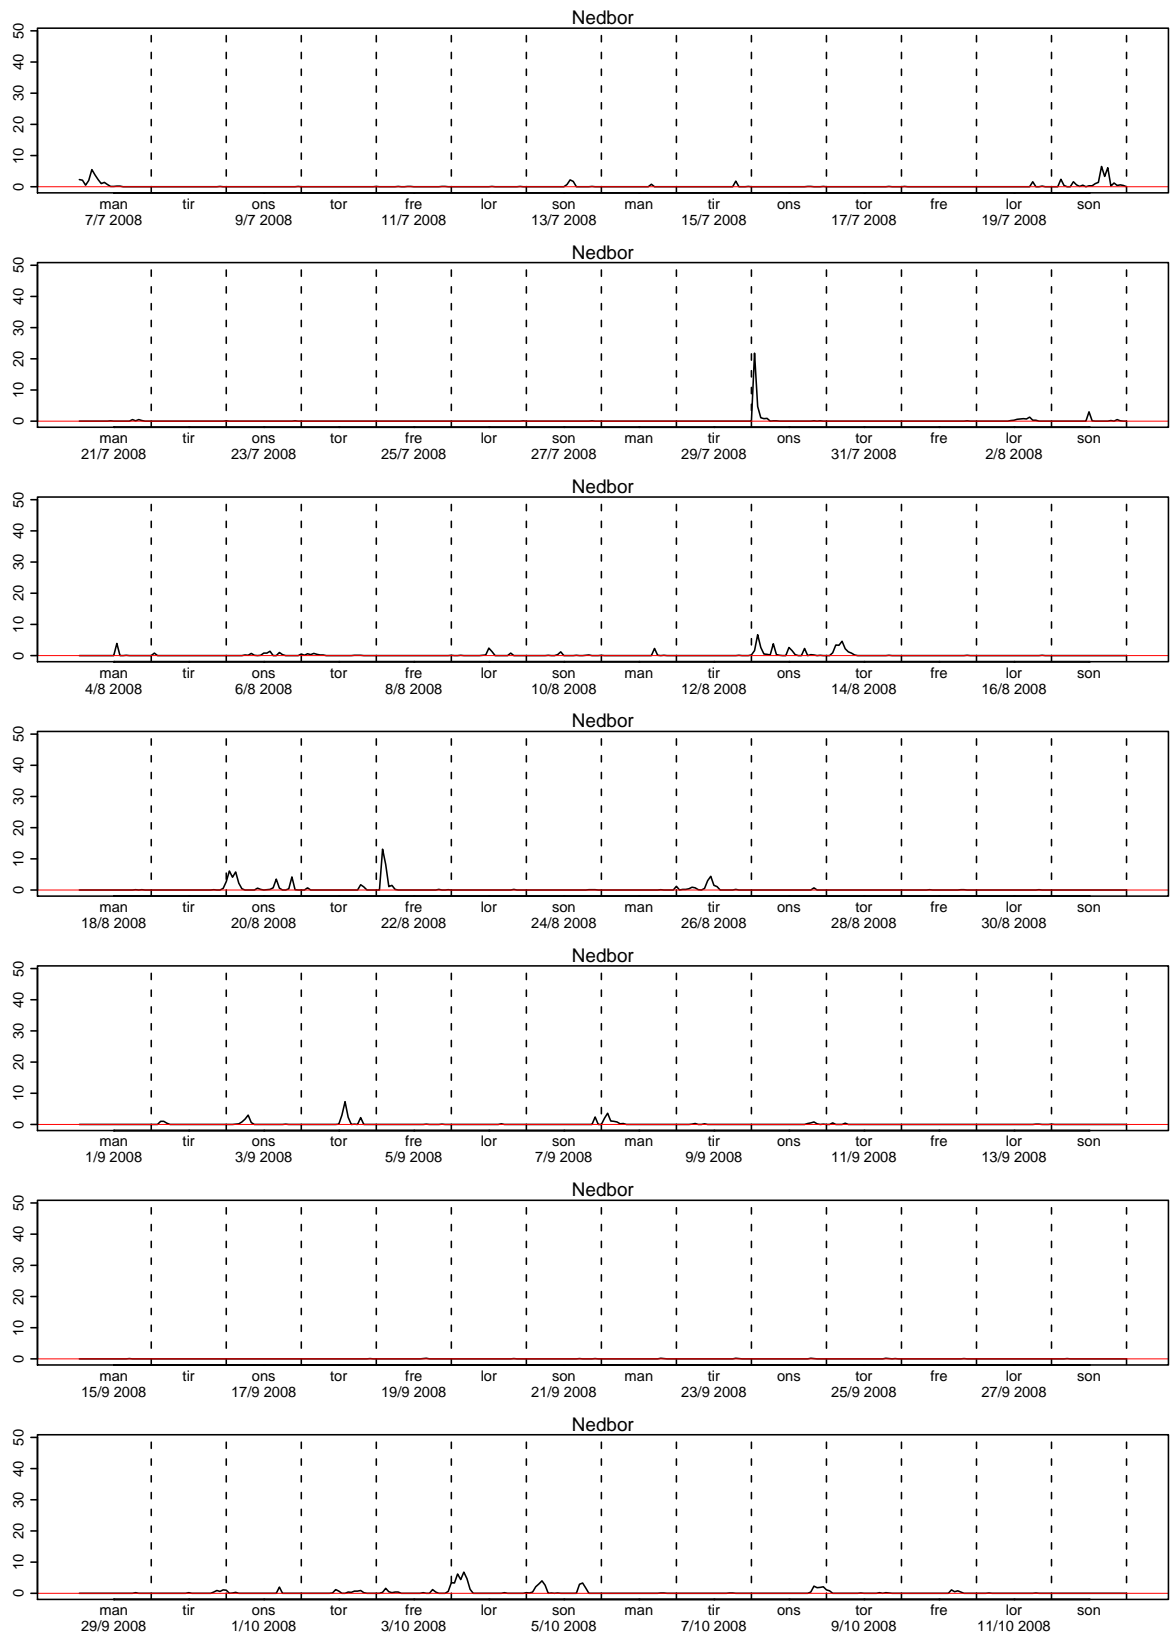 Nedbor
50
40
30
20
10
0
man tir ons tor fre lor son man tir ons tor fre lor son
7/7 2008 9/7 2008 11/7 2008 13/7 2008 15/7 2008 17/7 2008 19/7 2008
Nedbor
50
40
30
20
10
0
man tir ons tor fre lor son man tir ons tor fre lor son
21/7 2008 23/7 2008 25/7 2008 27/7 2008 29/7 2008 31/7 2008 2/8 2008
Nedbor
50
40
30
20
10
0
man tir ons tor fre lor son man tir ons tor fre lor son
4/8 2008 6/8 2008 8/8 2008 10/8 2008 12/8 2008 14/8 2008 16/8 2008
Nedbor
50
40
30
20
10
0
man tir ons tor fre lor son man tir ons tor fre lor son
18/8 2008 20/8 2008 22/8 2008 24/8 2008 26/8 2008 28/8 2008 30/8 2008
Nedbor
50
40
30
20
10
0
man tir ons tor fre lor son man tir ons tor fre lor son
1/9 2008 3/9 2008 5/9 2008 7/9 2008 9/9 2008 11/9 2008 13/9 2008
Nedbor
50
40
30
20
10
0
man tir ons tor fre lor son man tir ons tor fre lor son
15/9 2008 17/9 2008 19/9 2008 21/9 2008 23/9 2008 25/9 2008 27/9 2008
Nedbor
50
40
30
20
10
0
man tir ons tor fre lor son man tir ons tor fre lor son
29/9 2008 1/10 2008 3/10 2008 5/10 2008 7/10 2008 9/10 2008 11/10 2008